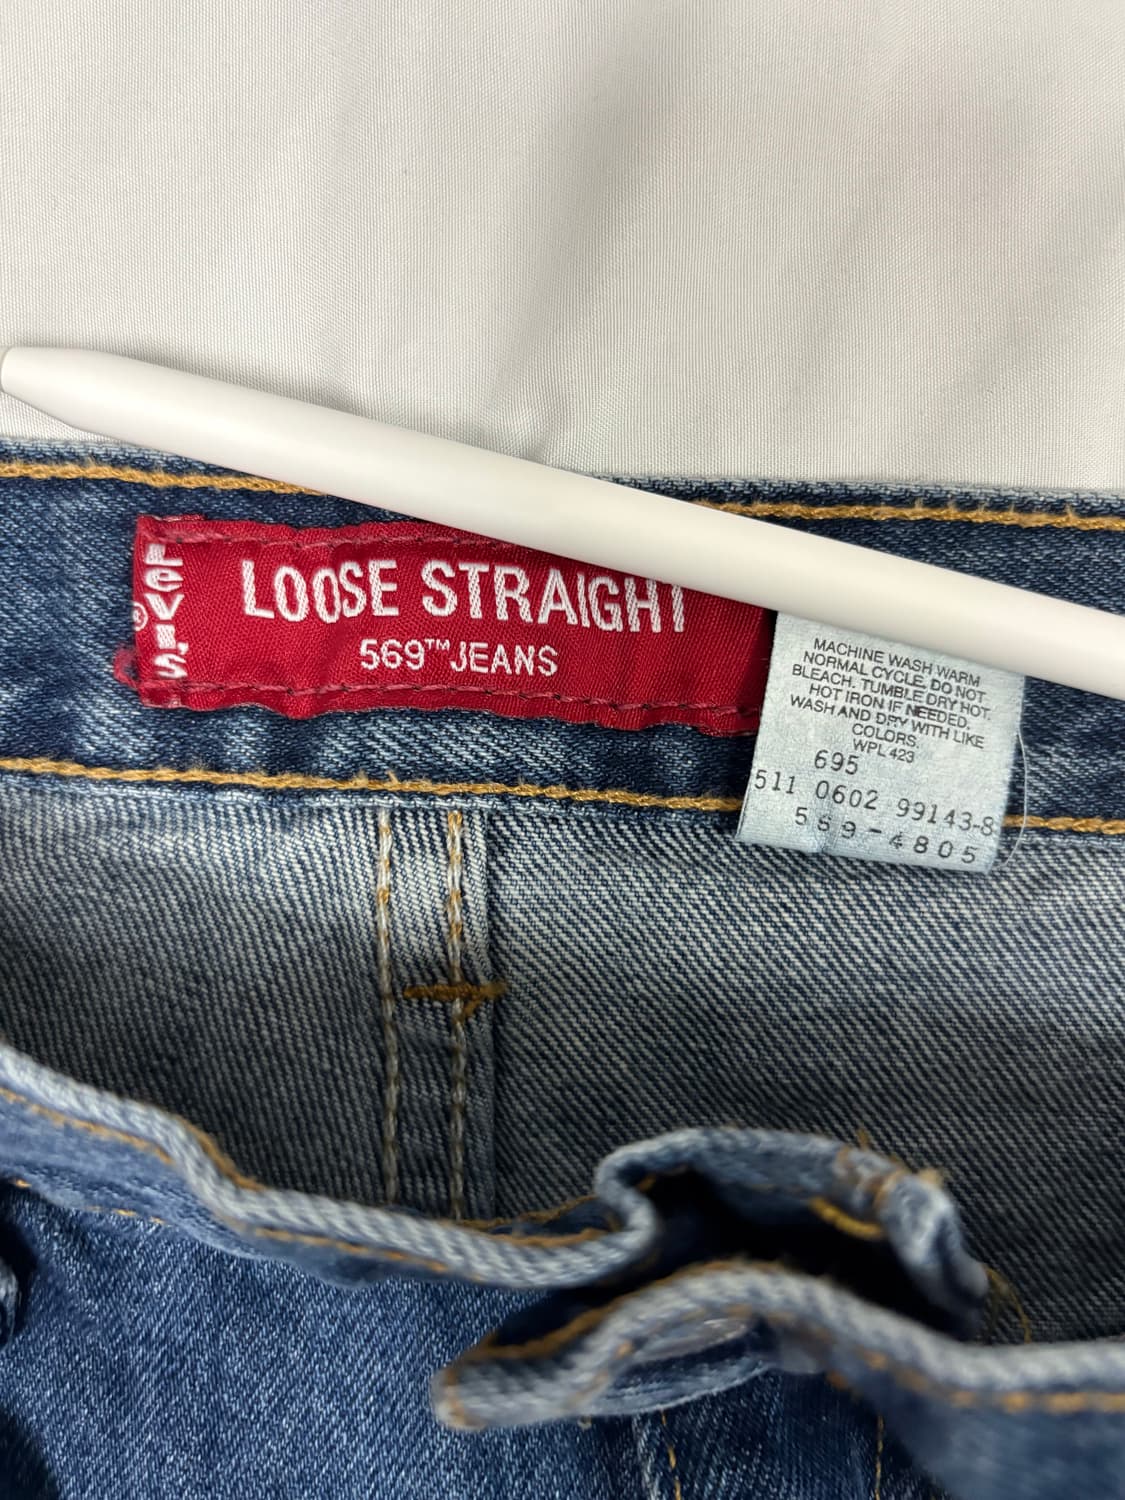 LEVI'S
®
LOOSE STRAIGHT
569™ JEANS
MACHINE WASH WARM
NORMAL CYCLE. DO NOT
BLEACH. TUMBLE DRY HOT.
HOT IRON IF NEEDED.
WASH AND DRY WITH LIKE
COLORS.
WPL 423
695
511 0602 99143-8
569-4805